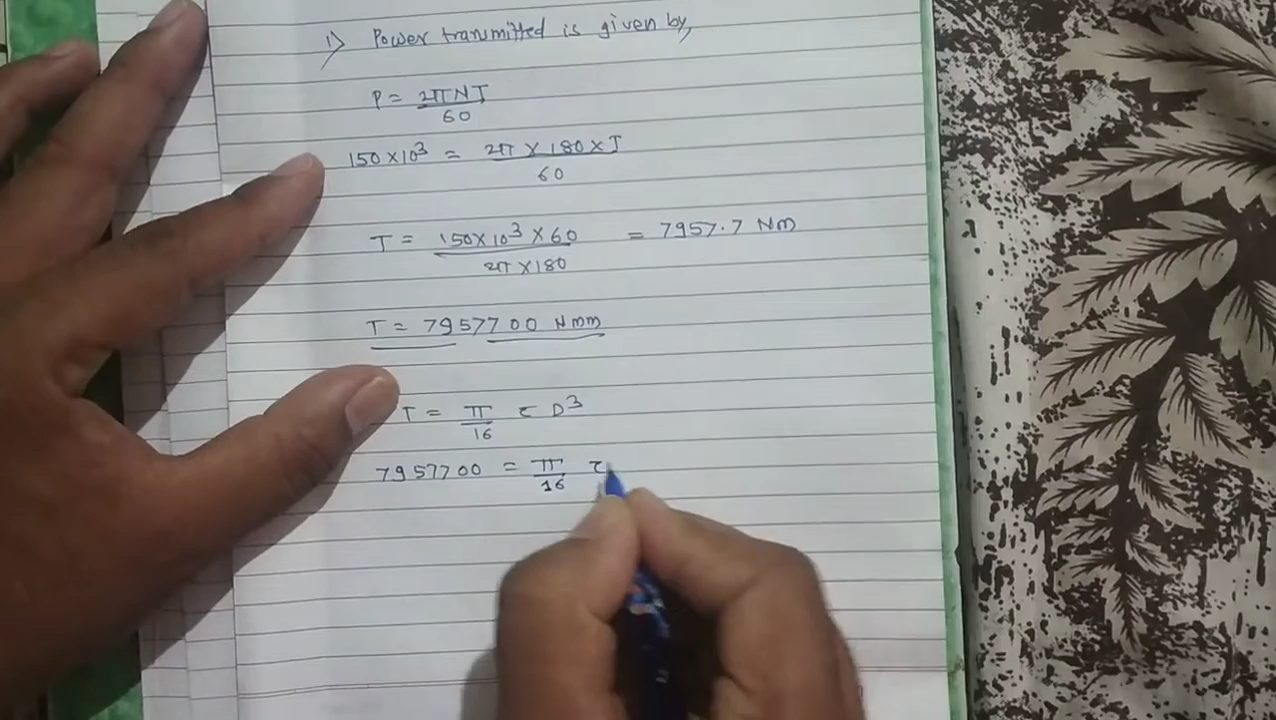 1) Power transmitted is given by,
P = 2πNT / 60
150×10³ = 2π × 180 × T / 60
T = 150×10³ × 60 / 2π × 180 = 7957.7 Nm
T = 7957700 Nmm
T = π/16 τ D³
7957700 = π/16 τ